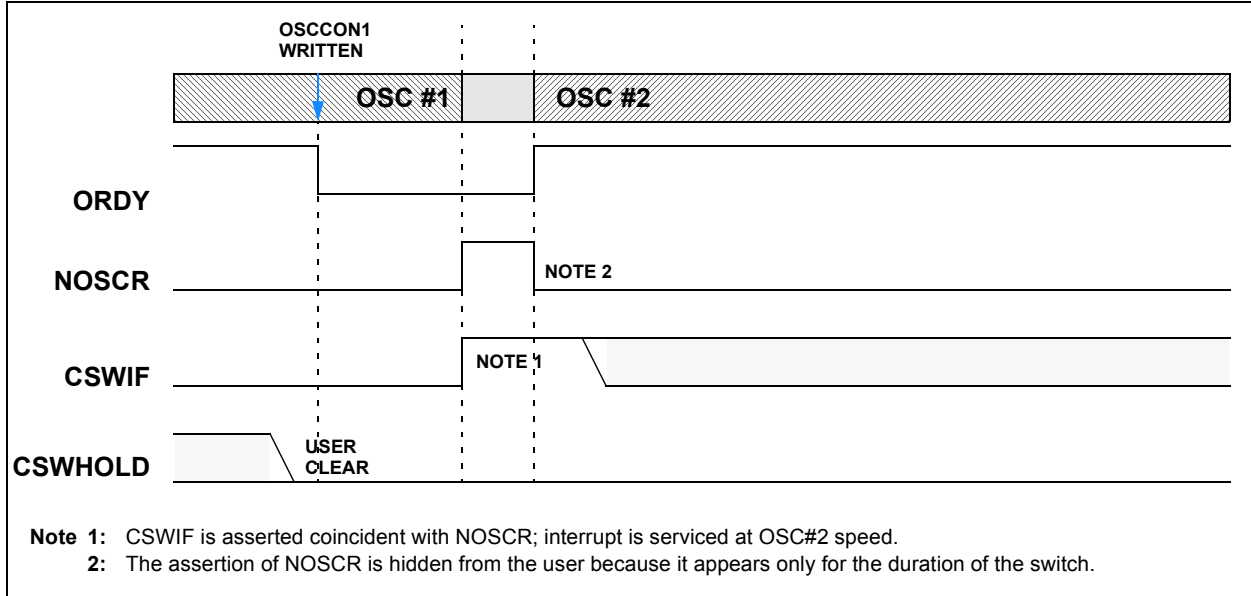 OSCCON1
WRITTEN
OSC #1
OSC #2
ORDY
NOSCR
NOTE 2
CSWIF
NOTE 1
CSWHOLD
USER
CLEAR
Note 1: CSWIF is asserted coincident with NOSCR; interrupt is serviced at OSC#2 speed.
2: The assertion of NOSCR is hidden from the user because it appears only for the duration of the switch.